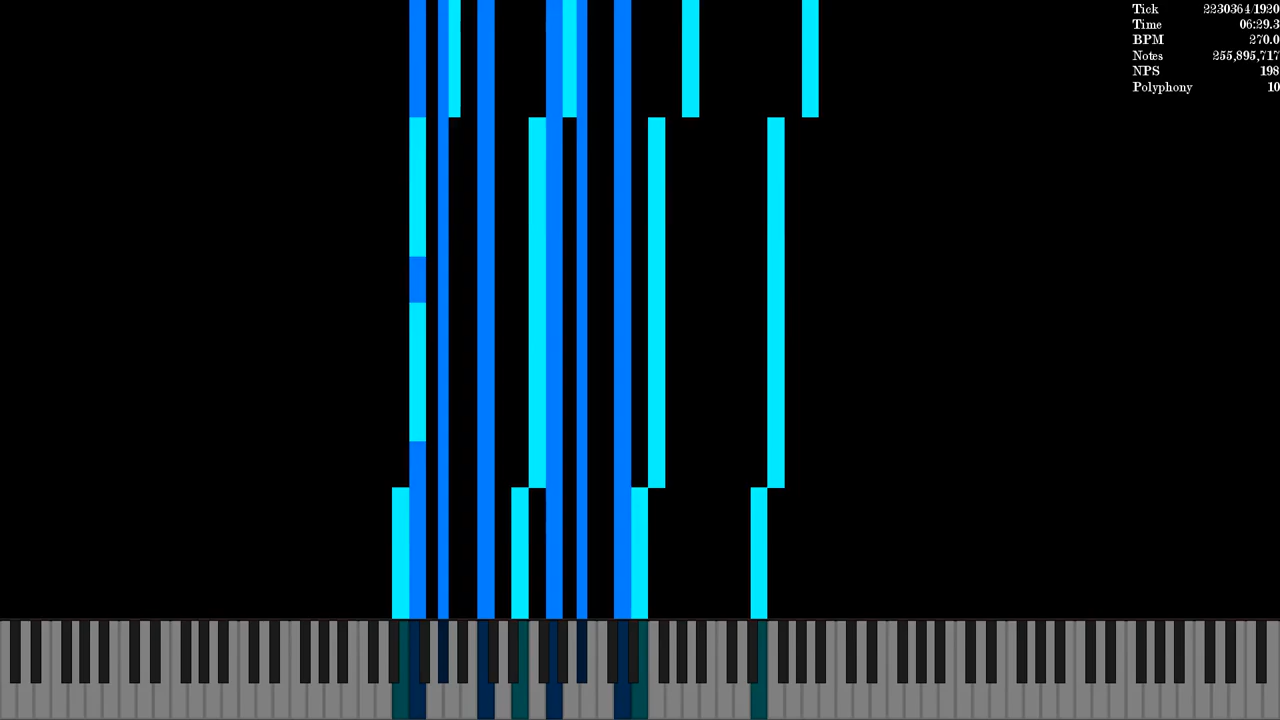 Tick 2230364/1920
Time 06:29.3
BPM 270.0
Notes 255,895,717
NPS 198
Polyphony 10